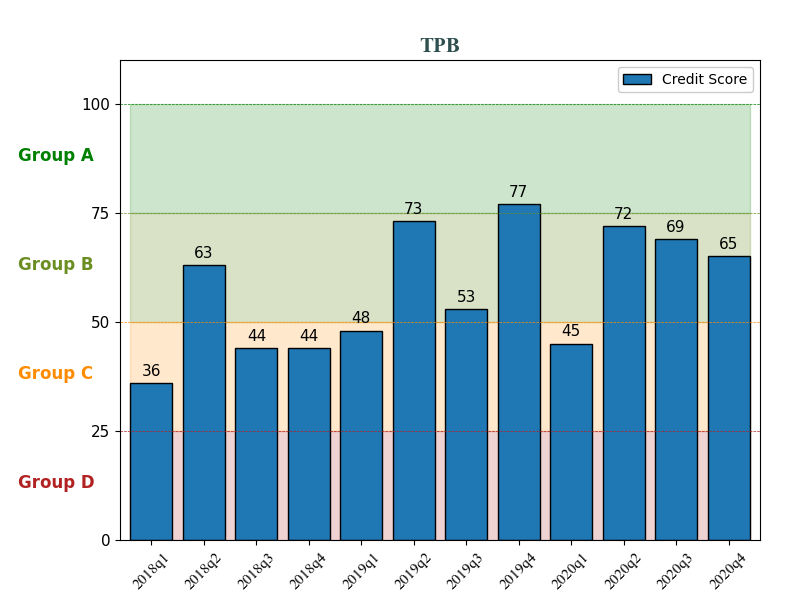 TPB
Credit Score
100
Group A
77
75
73
72
69
65
Group B
63
53
50
48
45
44
44
Group C
36
25
Group D
0
2018q1
2018q2
2018q3
2018q4
2019q1
2019q2
2019q3
2019q4
2020q1
2020q2
2020q3
2020q4